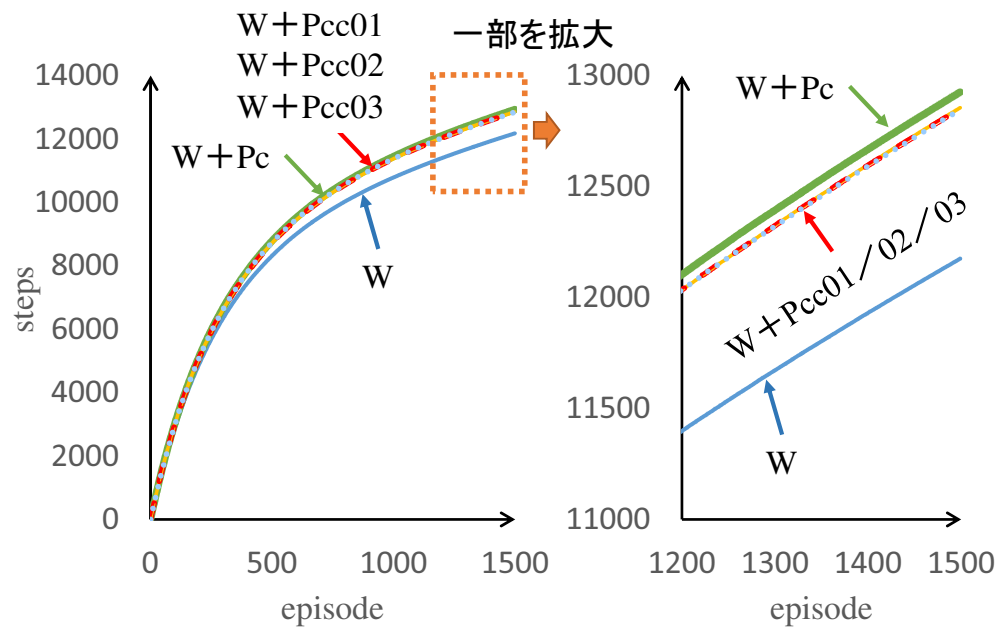 W＋Pcc01
W＋Pcc02
W＋Pcc03
W＋Pc
W
14000
12000
10000
8000
6000
4000
2000
0
steps
0 500 1000 1500
episode
一部を拡大
13000
12500
12000
11500
11000
W＋Pc
W＋Pcc01／02／03
W
1200 1300 1400 1500
episode